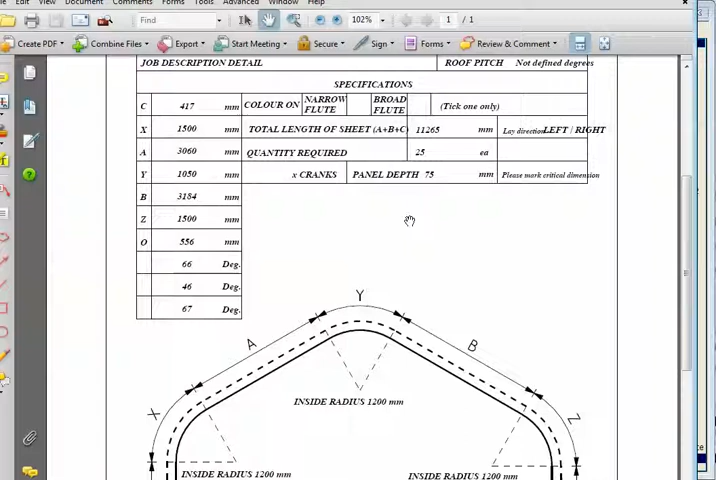 Document Comments Forms Tools Advanced Window Help
Find 102% 1 / 1
Create PDF Combine Files Export Start Meeting Secure Sign Forms Review & Comment
JOB DESCRIPTION DETAIL ROOF PITCH Not defined degrees
SPECIFICATIONS
C 417 mm COLOUR ON NARROW FLUTE BROAD FLUTE (Tick one only)
X 1500 mm TOTAL LENGTH OF SHEET (A+B+C) 11265 mm Lay direction LEFT / RIGHT
A 3060 mm QUANTITY REQUIRED 25 ea
Y 1050 mm x CRANKS PANEL DEPTH 75 mm Please mark critical dimension
B 3184 mm
Z 1500 mm
O 556 mm
66 Deg.
46 Deg.
67 Deg.
Y
A B
INSIDE RADIUS 1200 mm
X Z
INSIDE RADIUS 1200 mm INSIDE RADIUS 1200 mm